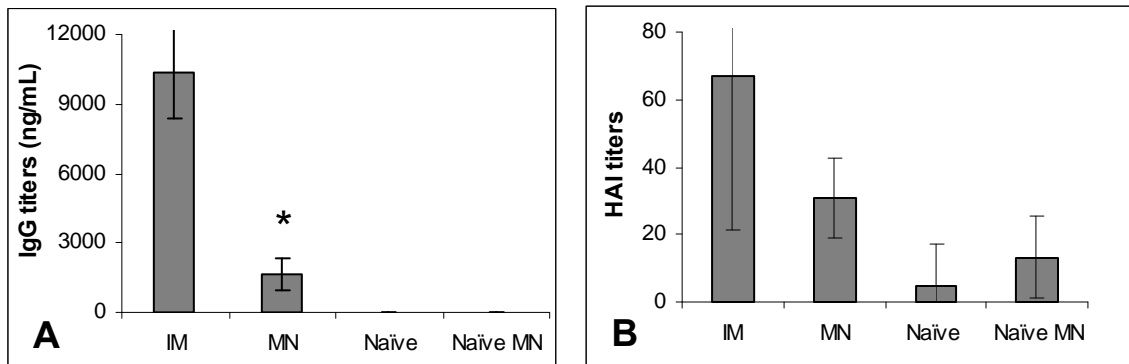 12000
9000
6000
3000
0
IgG titers (ng/mL)
*
IM MN Naïve Naïve MN
A
80
60
40
20
0
HAI titers
IM MN Naïve Naïve MN
B